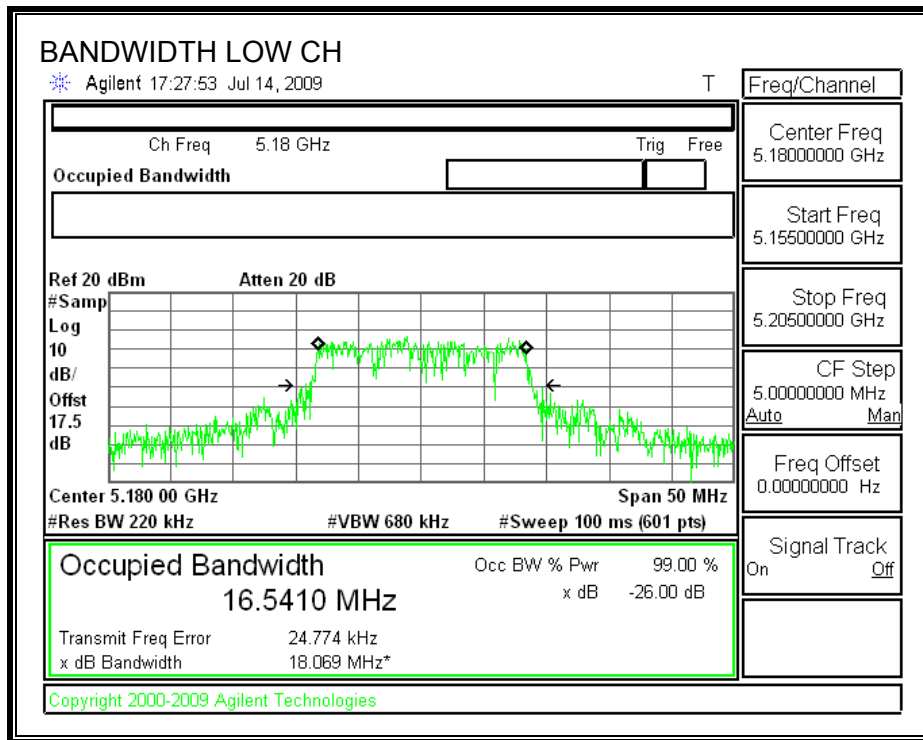 BANDWIDTH LOW CH
Agilent 17:27:53 Jul 14, 2009 T
Freq/Channel
Ch Freq 5.18 GHz Trig Free
Occupied Bandwidth
Center Freq
5.18000000 GHz
Start Freq
5.15500000 GHz
Stop Freq
5.20500000 GHz
CF Step
5.00000000 MHz
Auto Man
Freq Offset
0.00000000 Hz
Signal Track
On Off
Ref 20 dBm Atten 20 dB
#Samp
Log
10
dB/
Offst
17.5
dB
Center 5.180 00 GHz Span 50 MHz
#Res BW 220 kHz #VBW 680 kHz #Sweep 100 ms (601 pts)
Occupied Bandwidth
16.5410 MHz
Occ BW % Pwr 99.00 %
x dB -26.00 dB
Transmit Freq Error 24.774 kHz
x dB Bandwidth 18.069 MHz*
Copyright 2000-2009 Agilent Technologies